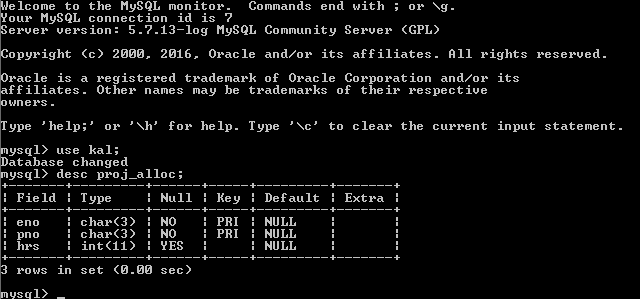 Welcome to the MySQL monitor.  Commands end with ; or \g.
Your MySQL connection id is 7
Server version: 5.7.13-log MySQL Community Server (GPL)

Copyright (c) 2000, 2016, Oracle and/or its affiliates. All rights reserved.

Oracle is a registered trademark of Oracle Corporation and/or its
affiliates. Other names may be trademarks of their respective
owners.

Type 'help;' or '\h' for help. Type '\c' to clear the current input statement.

mysql> use kal;
Database changed
mysql> desc proj_alloc;
+-------+---------+------+-----+---------+-------+
| Field | Type    | Null | Key | Default | Extra |
+-------+---------+------+-----+---------+-------+
| eno   | char(3) | NO   | PRI | NULL    |       |
| pno   | char(3) | NO   | PRI | NULL    |       |
| hrs   | int(11) | YES  |     | NULL    |       |
+-------+---------+------+-----+---------+-------+
3 rows in set (0.00 sec)

mysql> _